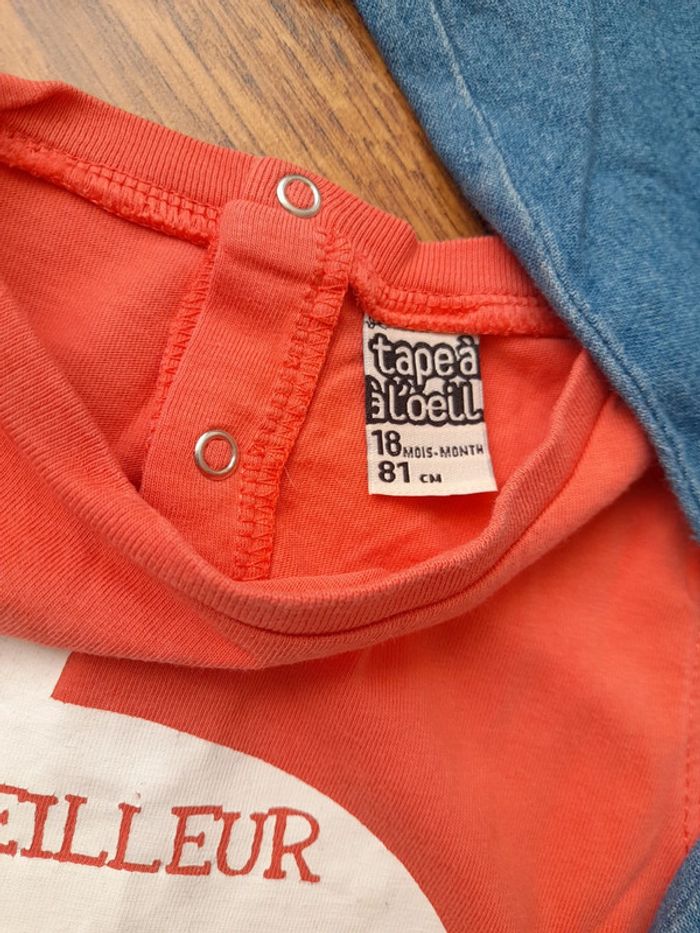 tape à
à l'oeil
18 MOIS-MONTH
81 CM
EILLEUR